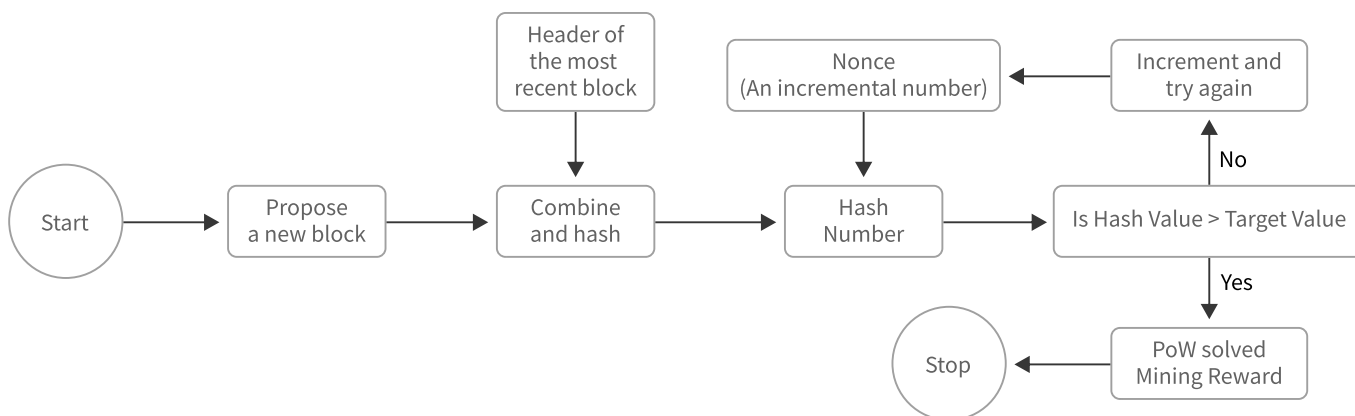 Header of
the most
recent block
Nonce
(An incremental number)
Increment and
try again
No
Start
Propose
a new block
Combine
and hash
Hash
Number
Is Hash Value > Target Value
Yes
Stop
PoW solved
Mining Reward